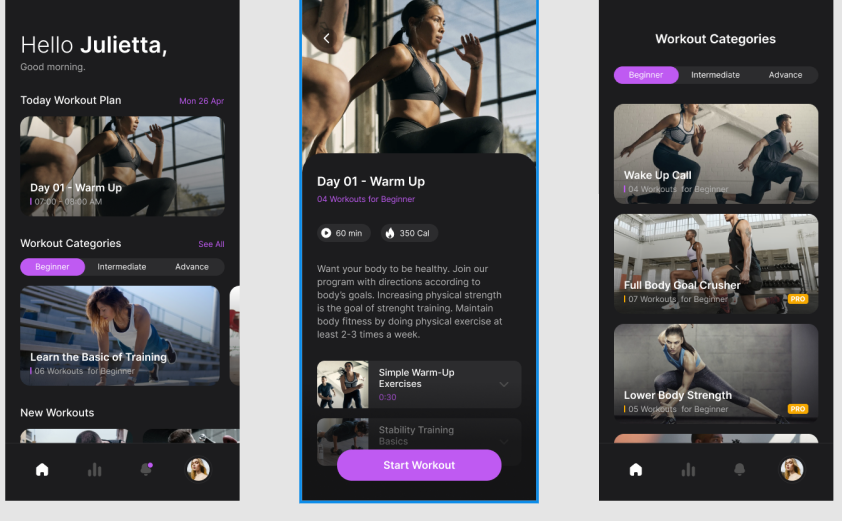 Hello Julietta,
Good morning.
Today Workout Plan
Mon 26 Apr
Day 01 - Warm Up
07:00 - 08:00 AM
Workout Categories
See All
Beginner
Intermediate
Advance
Learn the Basic of Training
06 Workouts for Beginner
New Workouts
Day 01 - Warm Up
04 Workouts for Beginner
60 min
350 Cal
Want your body to be healthy. Join our
program with directions according to
body's goals. Increasing physical strength
is the goal of strenght training. Maintain
body fitness by doing physical exercise at
least 2-3 times a week.
Simple Warm-Up
Exercises
0:30
Stability Training
Basics
Start Workout
Workout Categories
Beginner
Intermediate
Advance
Wake Up Call
04 Workouts for Beginner
Full Body Goal Crusher
07 Workouts for Beginner
PRO
Lower Body Strength
05 Workouts for Beginner
PRO